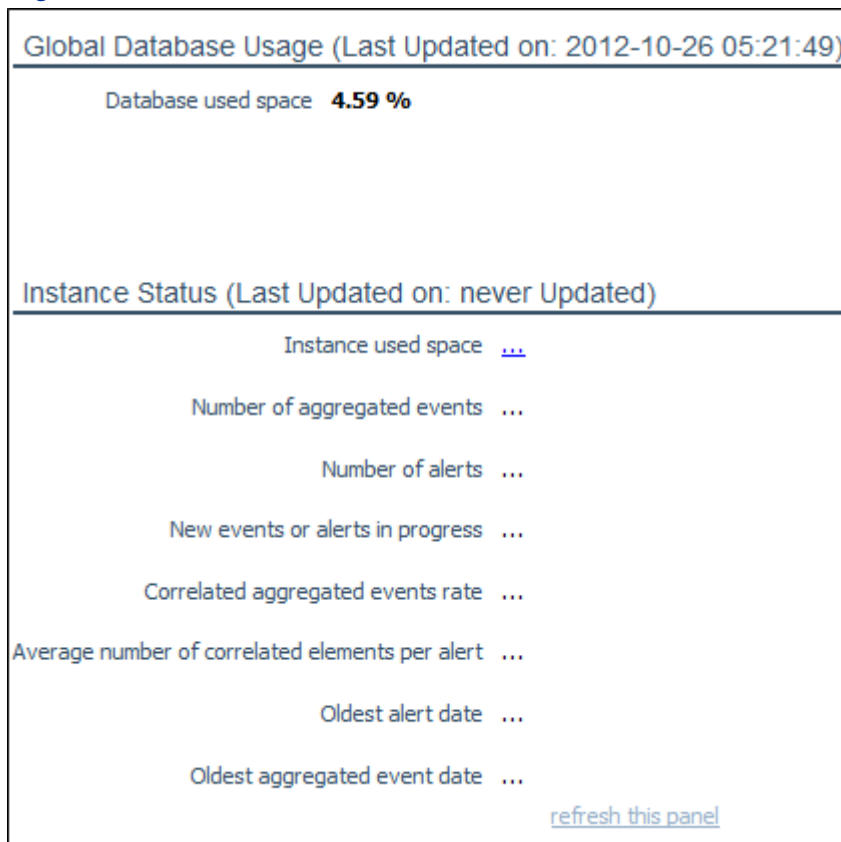 Global Database Usage (Last Updated on: 2012-10-26 05:21:49)
Database used space 4.59 %
Instance Status (Last Updated on: never Updated)
Instance used space ...
Number of aggregated events ...
Number of alerts ...
New events or alerts in progress ...
Correlated aggregated events rate ...
Average number of correlated elements per alert ...
Oldest alert date ...
Oldest aggregated event date ...
refresh this panel